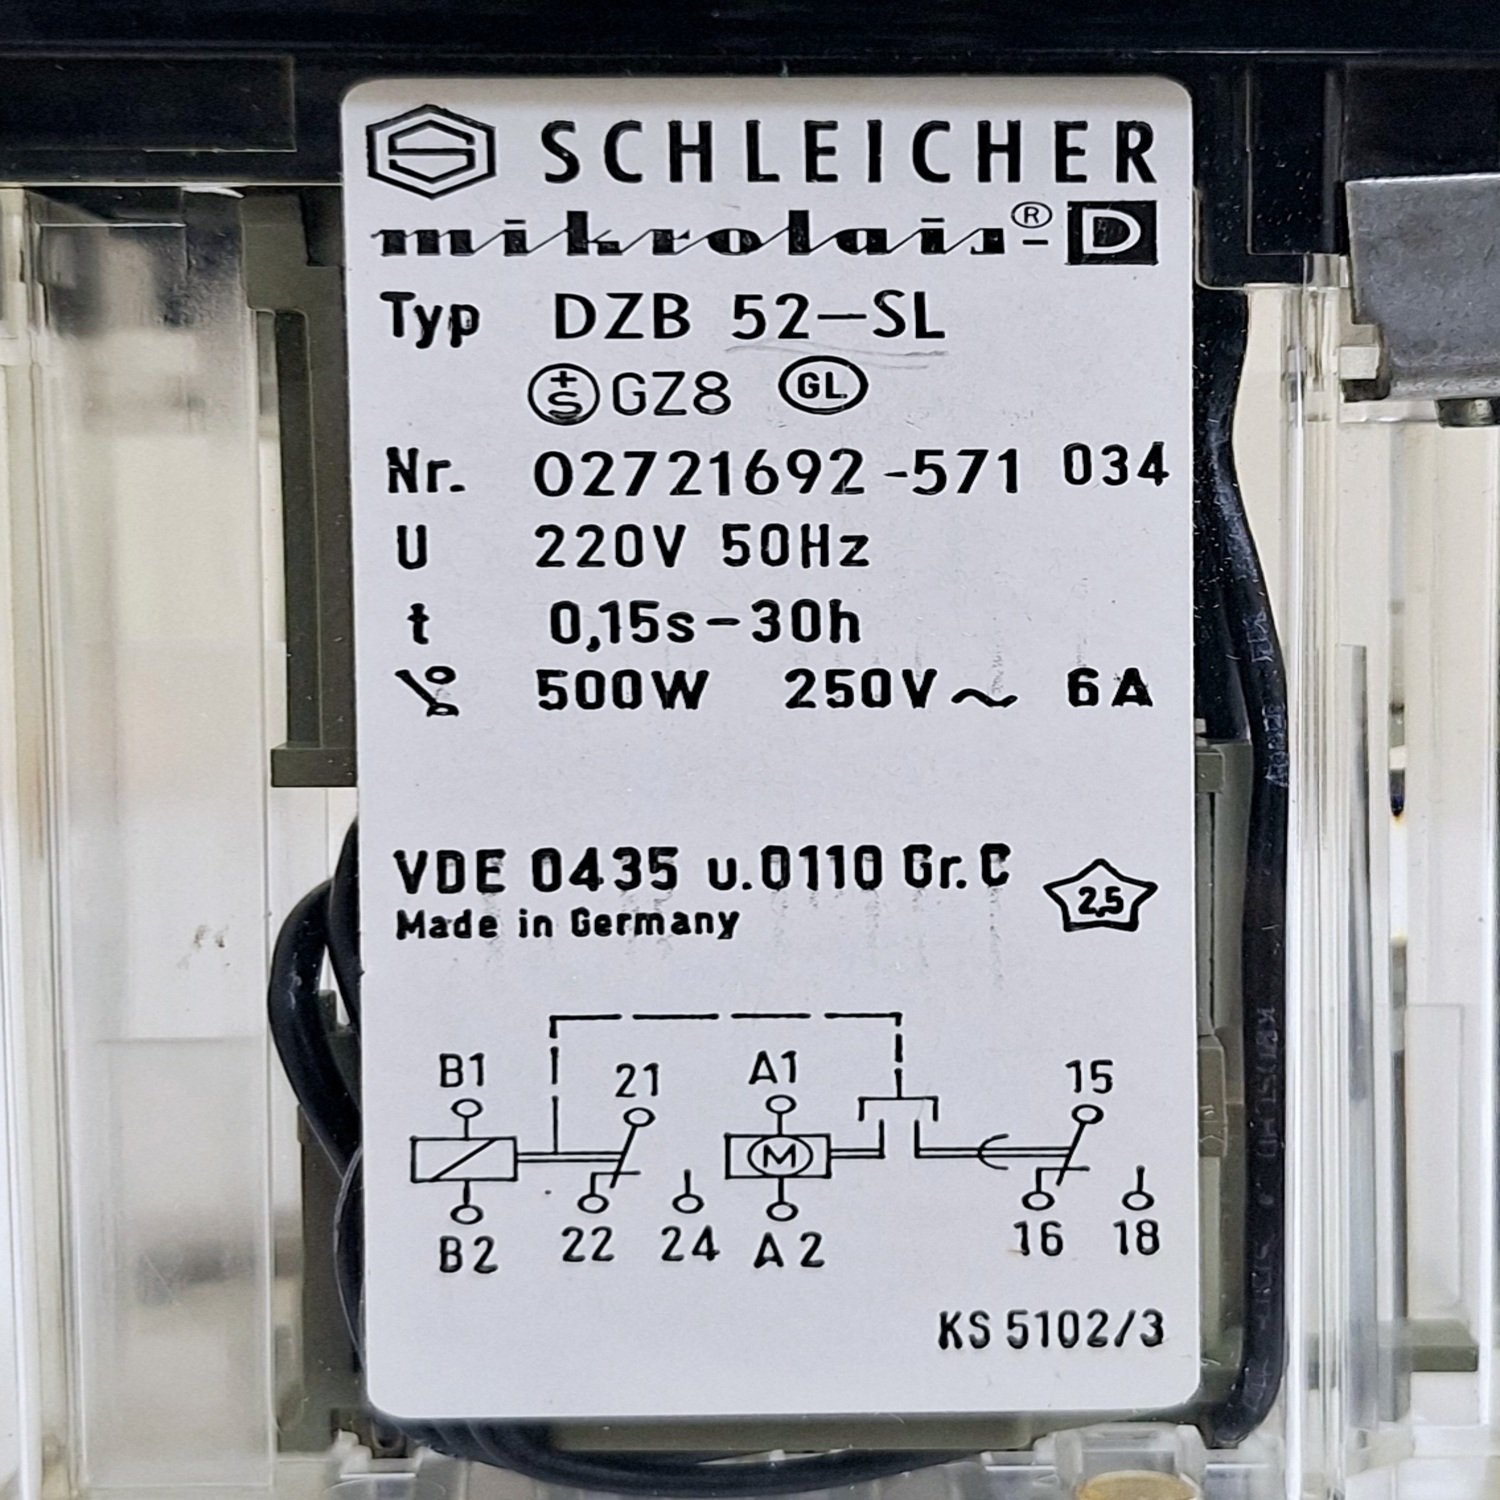 SCHLEICHER
mikrolais®-D
Typ DZB 52-SL
+S GZ8 GL
Nr. 02721692-571 034
U 220V 50Hz
t 0,15s-30h
500W 250V~ 6A
VDE 0435 u.0110 Gr.C 2,5
Made in Germany
B1 21 A1 15
M
B2 22 24 A2 16 18
KS 5102/3